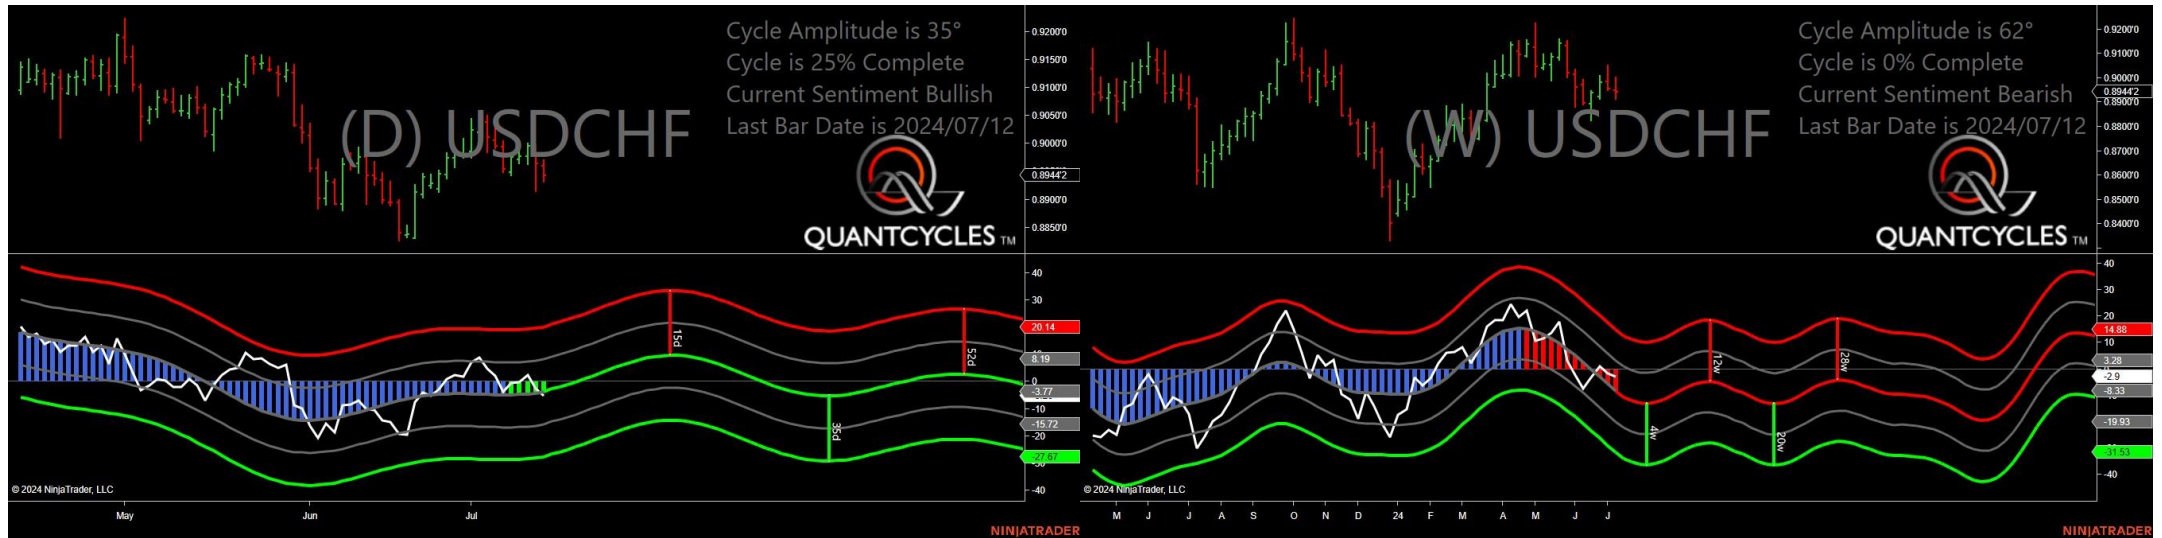 Cycle Amplitude is 35°
Cycle is 25% Complete
Current Sentiment Bullish
Last Bar Date is 2024/07/12
(D) USDCHF
QUANTCYCLES TM
0.9200'0
0.9150'0
0.9100'0
0.9050'0
0.9000'0
0.8944'2
0.8900'0
0.8850'0
40
30
20.14
8.19
0
-3.77
-10
-15.72
-20
-27.67
-30
-40
15d
35d
52d
© 2024 NinjaTrader, LLC
May
Jun
Jul
NINJATRADER
Cycle Amplitude is 62°
Cycle is 0% Complete
Current Sentiment Bearish
Last Bar Date is 2024/07/12
(W) USDCHF
QUANTCYCLES TM
0.9200'0
0.9100'0
0.9000'0
0.8944'2
0.8900'0
0.8800'0
0.8700'0
0.8600'0
0.8500'0
0.8400'0
40
30
20
14.88
10
3.28
-2.9
-8.33
-19.93
-31.53
-40
4w
12w
20w
28w
© 2024 NinjaTrader, LLC
M J J A S O N D 24 F M A M J J
NINJATRADER